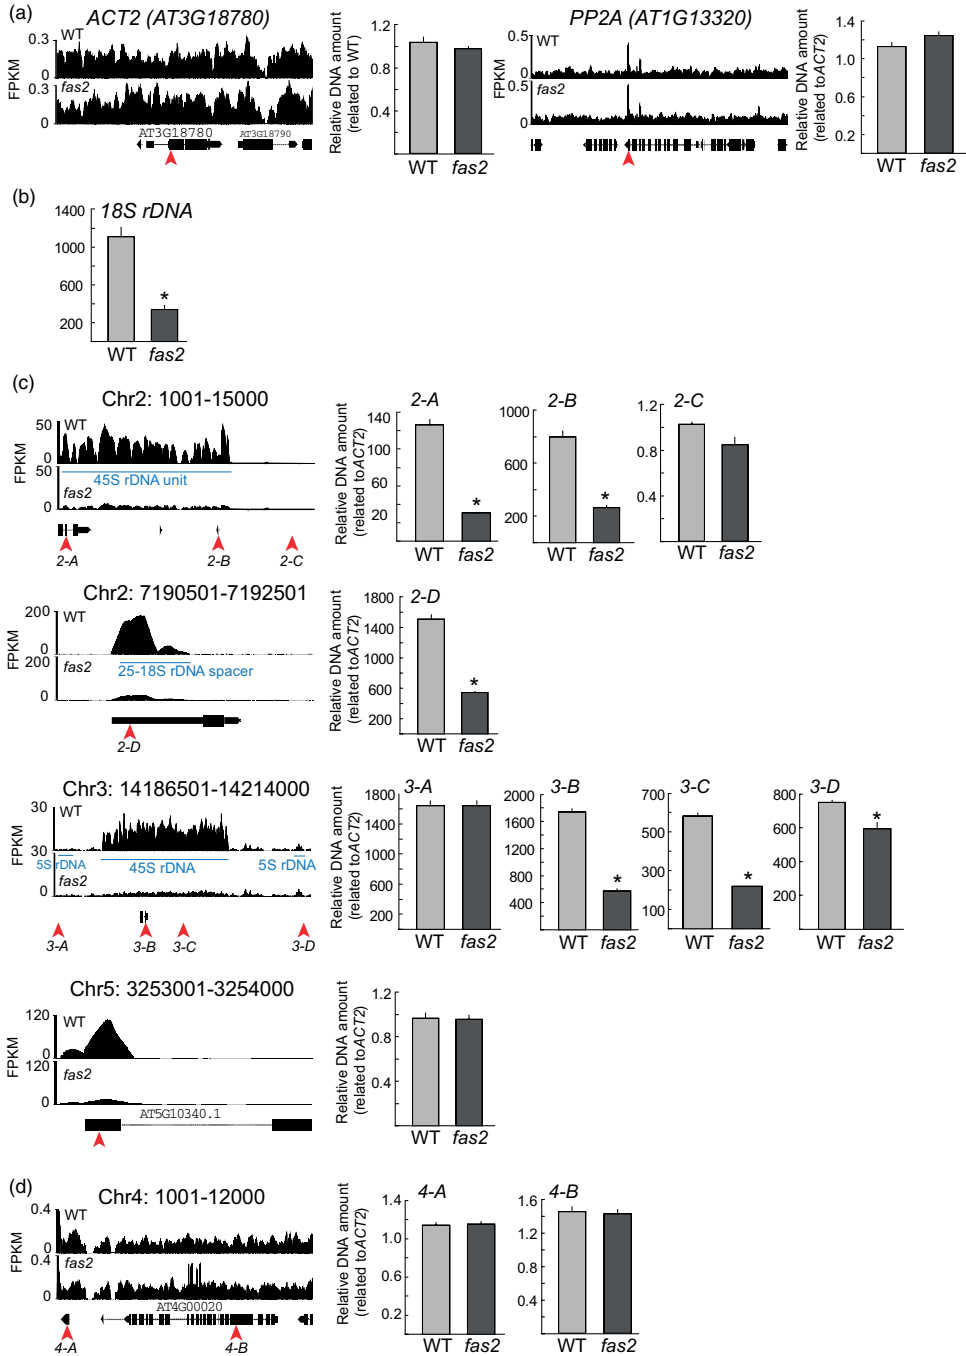 (a)
ACT2 (AT3G18780)
FPKM
0.3
WT
0
0.3
fas2
0
AT3G18780
AT3G18790
Relative DNA amount
(related to WT)
1.2
1.0
0.8
0.4
WT fas2
PP2A (AT1G13320)
FPKM
0.5
WT
0
0.5
fas2
0
Relative DNA amount
(related toACT2)
1.4
1.2
1.0
0.6
0.2
WT fas2
(b)
18S rDNA
1400
1000
600
200
*
WT fas2
(c)
Chr2: 1001-15000
FPKM
50
WT
0
50
fas2
0
45S rDNA unit
2-A
2-B
2-C
Relative DNA amount
(related toACT2)
2-A
140
100
60
20
*
WT fas2
2-B
1000
800
600
200
*
WT fas2
2-C
1.2
0.8
0.4
WT fas2
Chr2: 7190501-7192501
FPKM
200
WT
0
200
fas2
0
25-18S rDNA spacer
2-D
Relative DNA amount
(related toACT2)
2-D
1800
1400
1000
600
200
*
WT fas2
Chr3: 14186501-14214000
FPKM
30
WT
30
0
fas2
5S rDNA
45S rDNA
5S rDNA
3-A
3-B
3-C
3-D
Relative DNA amount
(related toACT2)
3-A
1800
1400
1000
600
200
WT fas2
3-B
2000
1600
1200
800
400
*
WT fas2
3-C
700
500
300
100
*
WT fas2
3-D
800
600
400
200
*
WT fas2
Chr5: 3253001-3254000
FPKM
120
WT
0
120
fas2
0
AT5G10340.1
Relative DNA amount
(related toACT2)
1.2
0.8
0.4
WT fas2
(d)
Chr4: 1001-12000
FPKM
0.4
WT
0
0.4
fas2
0
AT4G00020
4-A
4-B
Relative DNA amount
(related toACT2)
4-A
1.4
1.0
0.6
0.2
WT fas2
4-B
1.6
1.2
0.8
0.4
WT fas2